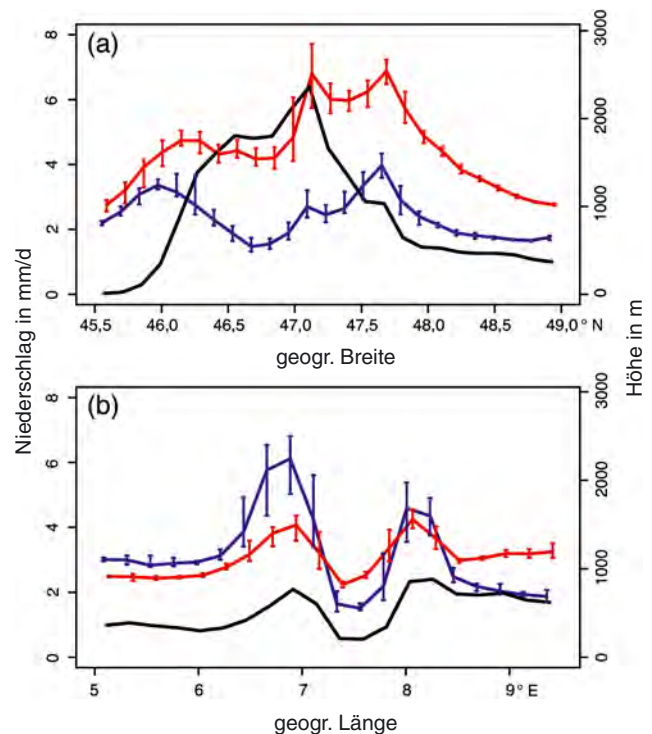 (a)
8
6
4
2
0
3000
2000
1000
0
45,5 46,0 46,5 47,0 47,5 48,0 48,5 49,0 ° N
geogr. Breite
Niederschlag in mm/d
Höhe in m
(b)
8
6
4
2
0
3000
2000
1000
0
5 6 7 8 9° E
geogr. Länge